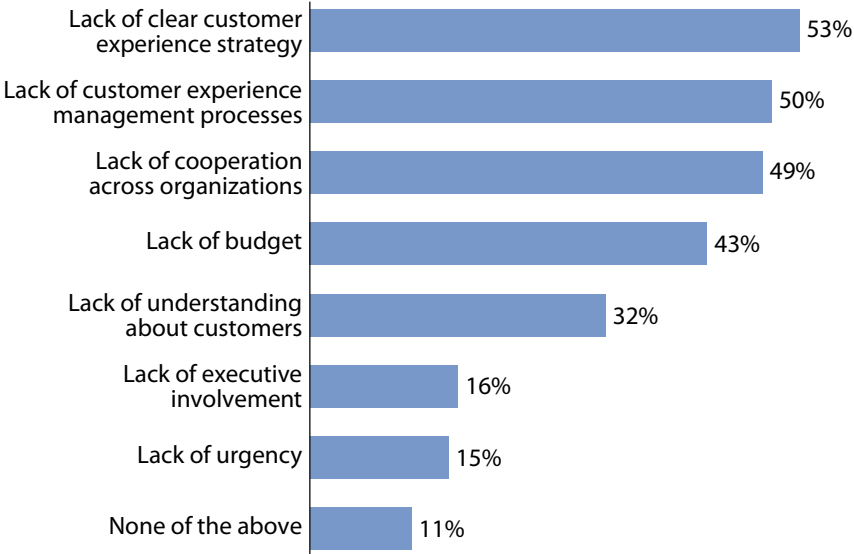 Lack of clear customer
experience strategy
53%
Lack of customer experience
management processes
50%
Lack of cooperation
across organizations
49%
Lack of budget
43%
Lack of understanding
about customers
32%
Lack of executive
involvement
16%
Lack of urgency
15%
None of the above
11%